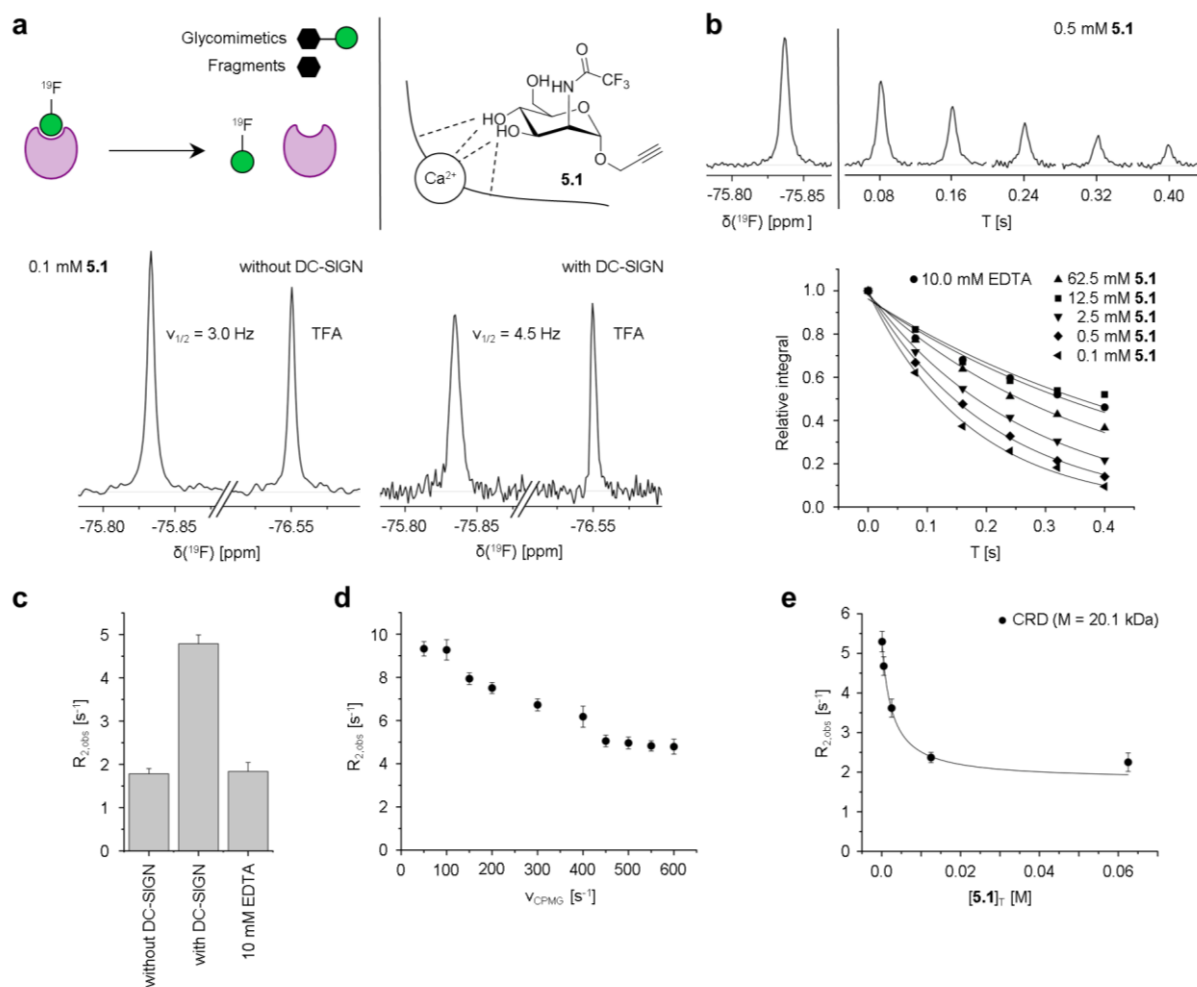 a
Glycomimetics
Fragments
19F
19F
O
HO
HN
CF3
O
HO
HO
O
Ca2+
5.1
0.1 mM 5.1
without DC-SIGN
with DC-SIGN
ν1/2 = 3.0 Hz
TFA
ν1/2 = 4.5 Hz
TFA
-75.80
-75.85
-76.55
-75.80
-75.85
-76.55
δ(19F) [ppm]
δ(19F) [ppm]
b
0.5 mM 5.1
-75.80
-75.85
0.08
0.16
0.24
0.32
0.40
δ(19F) [ppm]
T [s]
10.0 mM EDTA
62.5 mM 5.1
12.5 mM 5.1
2.5 mM 5.1
0.5 mM 5.1
0.1 mM 5.1
Relative integral
1.0
0.8
0.6
0.4
0.2
0.0
0.0
0.1
0.2
0.3
0.4
T [s]
c
R2,obs [s-1]
6
5
4
3
2
1
0
without DC-SIGN
with DC-SIGN
10 mM EDTA
d
R2,obs [s-1]
10
8
6
4
2
0
0
100
200
300
400
500
600
νCPMG [s-1]
e
CRD (M = 20.1 kDa)
R2,obs [s-1]
6
5
4
3
2
1
0
0.0
0.02
0.04
0.06
[5.1]T [M]